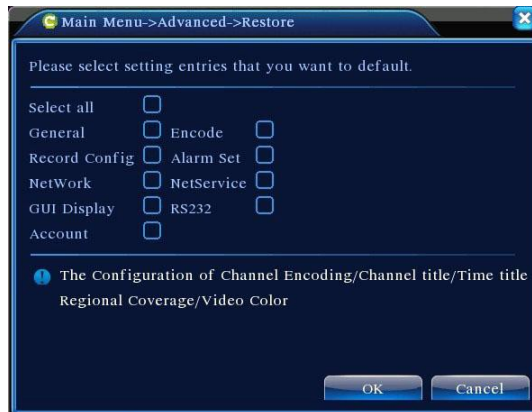 Main Menu->Advanced->Restore
Please select setting entries that you want to default.
Select all
General Encode
Record Config Alarm Set
NetWork NetService
GUI Display RS232
Account
The Configuration of Channel Encoding/Channel title/Time title
Regional Coverage/Video Color
OK Cancel